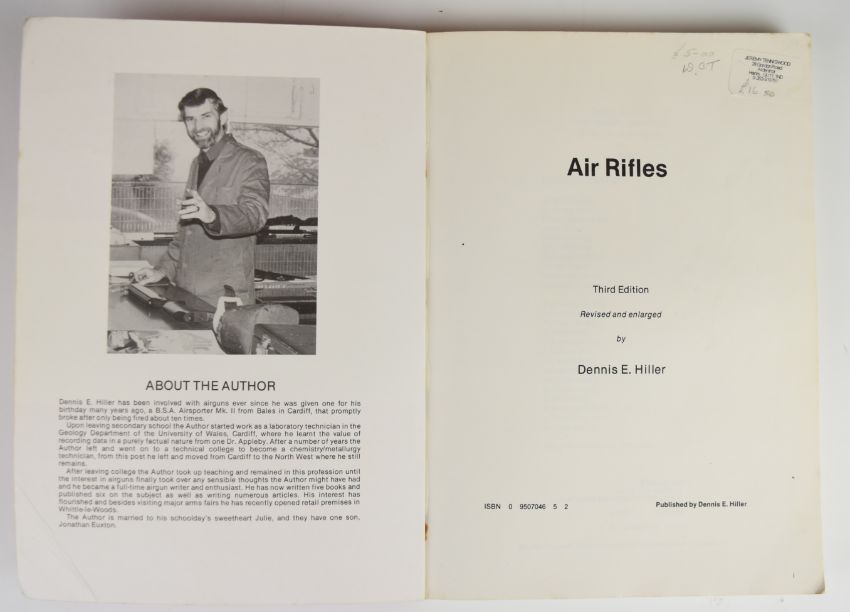 ABOUT THE AUTHOR
Dennis E. Hiller has been involved with airguns ever since he was given one for his
birthday many years ago, a B.S.A. Airsporter Mk. II from Bales in Cardiff, that promptly
broke after only being fired about ten times.
Upon leaving secondary school the Author started work as a laboratory technician in the
Geology Department of the University of Wales, Cardiff, where he learnt the value of
recording data in a purely factual nature from one Dr. Appleby. After a number of years the
Author left and went on to a technical college to become a chemistry/metallurgy
technician, from this post he left and moved from Cardiff to the North West where he still
remains.
After leaving college the Author took up teaching and remained in this profession until
the interest in airguns finally took over any sensible thoughts the Author might have had
and he became a full-time airgun writer and enthusiast. He has now written five books and
published six on the subject as well as writing numerous articles. His interest has
flourished and besides visiting major arms fairs he has recently opened retail premises in
Whittle-le-Woods.
The Author is married to his schoolday's sweetheart Julie, and they have one son,
Jonathan Euxton.
£5-00
JEREMY TENNISWOOD
£16 50
Air Rifles
Third Edition
Revised and enlarged
by
Dennis E. Hiller
ISBN 0 9507046 5 2
Published by Dennis E. Hiller